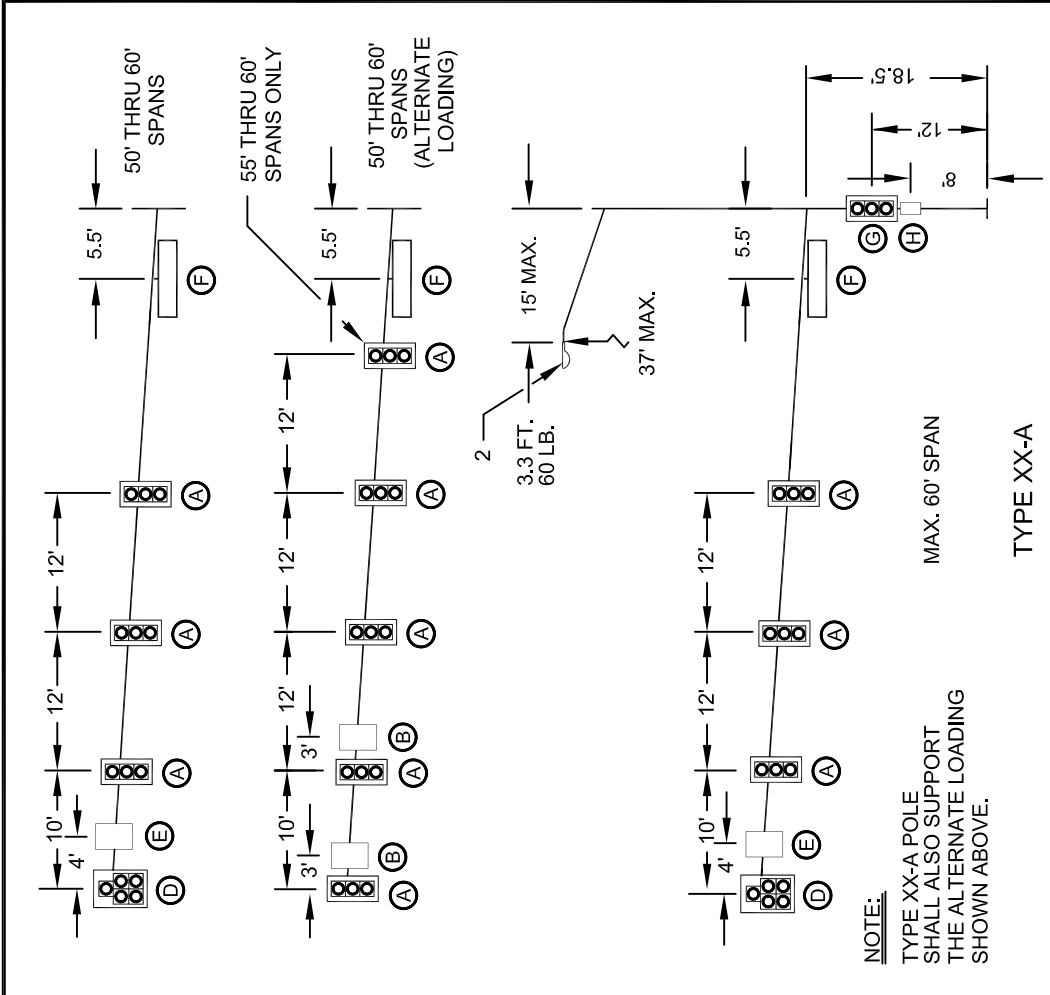 50' THRU 60'
SPANS
5.5'
12'
12'
10'
4'
D
E
A
A
A
F
55' THRU 60'
SPANS ONLY
50' THRU 60'
SPANS
(ALTERNATE
LOADING)
5.5'
12'
12'
12'
10'
3'
3'
A
B
A
B
A
A
A
F
15' MAX.
2
3.3 FT.
60 LB.
37' MAX.
18.5'
12'
8'
5.5'
G
H
F
12'
12'
10'
4'
D
E
A
A
A
MAX. 60' SPAN
TYPE XX-A
NOTE:
TYPE XX-A POLE
SHALL ALSO SUPPORT
THE ALTERNATE LOADING
SHOWN ABOVE.